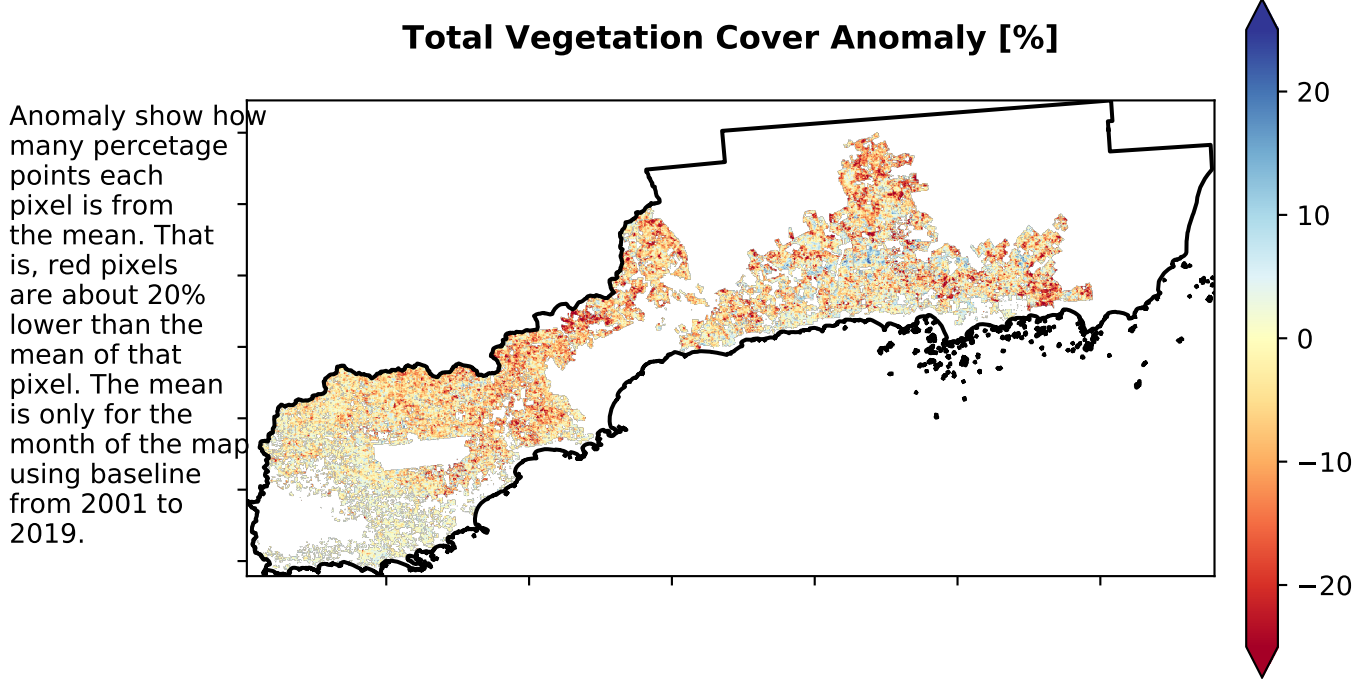 Total Vegetation Cover Anomaly [%]
Anomaly show how
many percetage
points each
pixel is from
the mean. That
is, red pixels
are about 20%
lower than the
mean of that
pixel. The mean
is only for the
month of the map
using baseline
from 2001 to
2019.
20
10
0
−10
−20